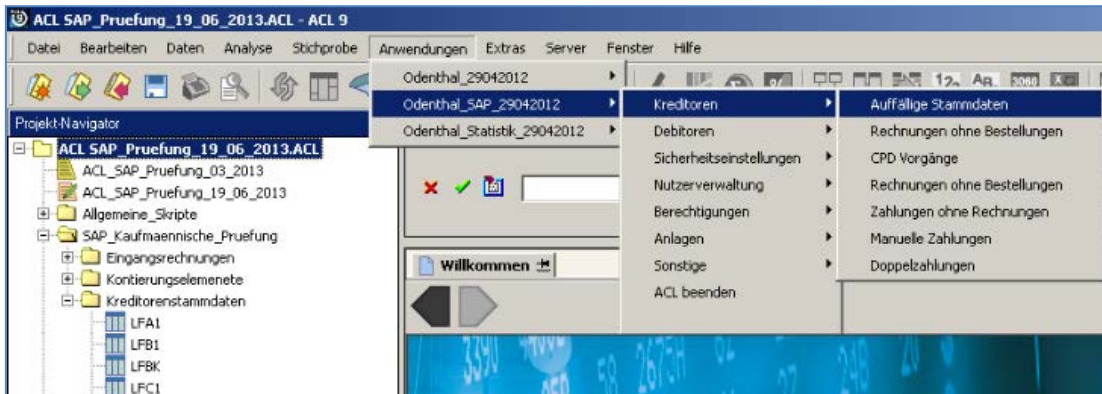 ACL SAP_Pruefung_19_06_2013.ACL - ACL 9
Datei Bearbeiten Daten Analyse Stichprobe Anwendungen Extras Server Fenster Hilfe
Odenthal_29042012
Odenthal_SAP_29042012
Odenthal_Statistik_29042012
Kreditoren
Debitoren
Sicherheitseinstellungen
Nutzerverwaltung
Berechtigungen
Anlagen
Sonstige
ACL beenden
Auffällige Stammdaten
Rechnungen ohne Bestellungen
CPD Vorgänge
Rechnungen ohne Bestellungen
Zahlungen ohne Rechnungen
Manuelle Zahlungen
Doppelzahlungen
Projekt-Navigator
ACL SAP_Pruefung_19_06_2013.ACL
ACL_SAP_Pruefung_03_2013
ACL_SAP_Pruefung_19_06_2013
Allgemeine_Skripte
SAP_Kaufmaennische_Pruefung
Eingangsrechnungen
Kontierungselemenete
Kreditorenstammdaten
LFA1
LFB1
LFBK
LFC1
Willkommen